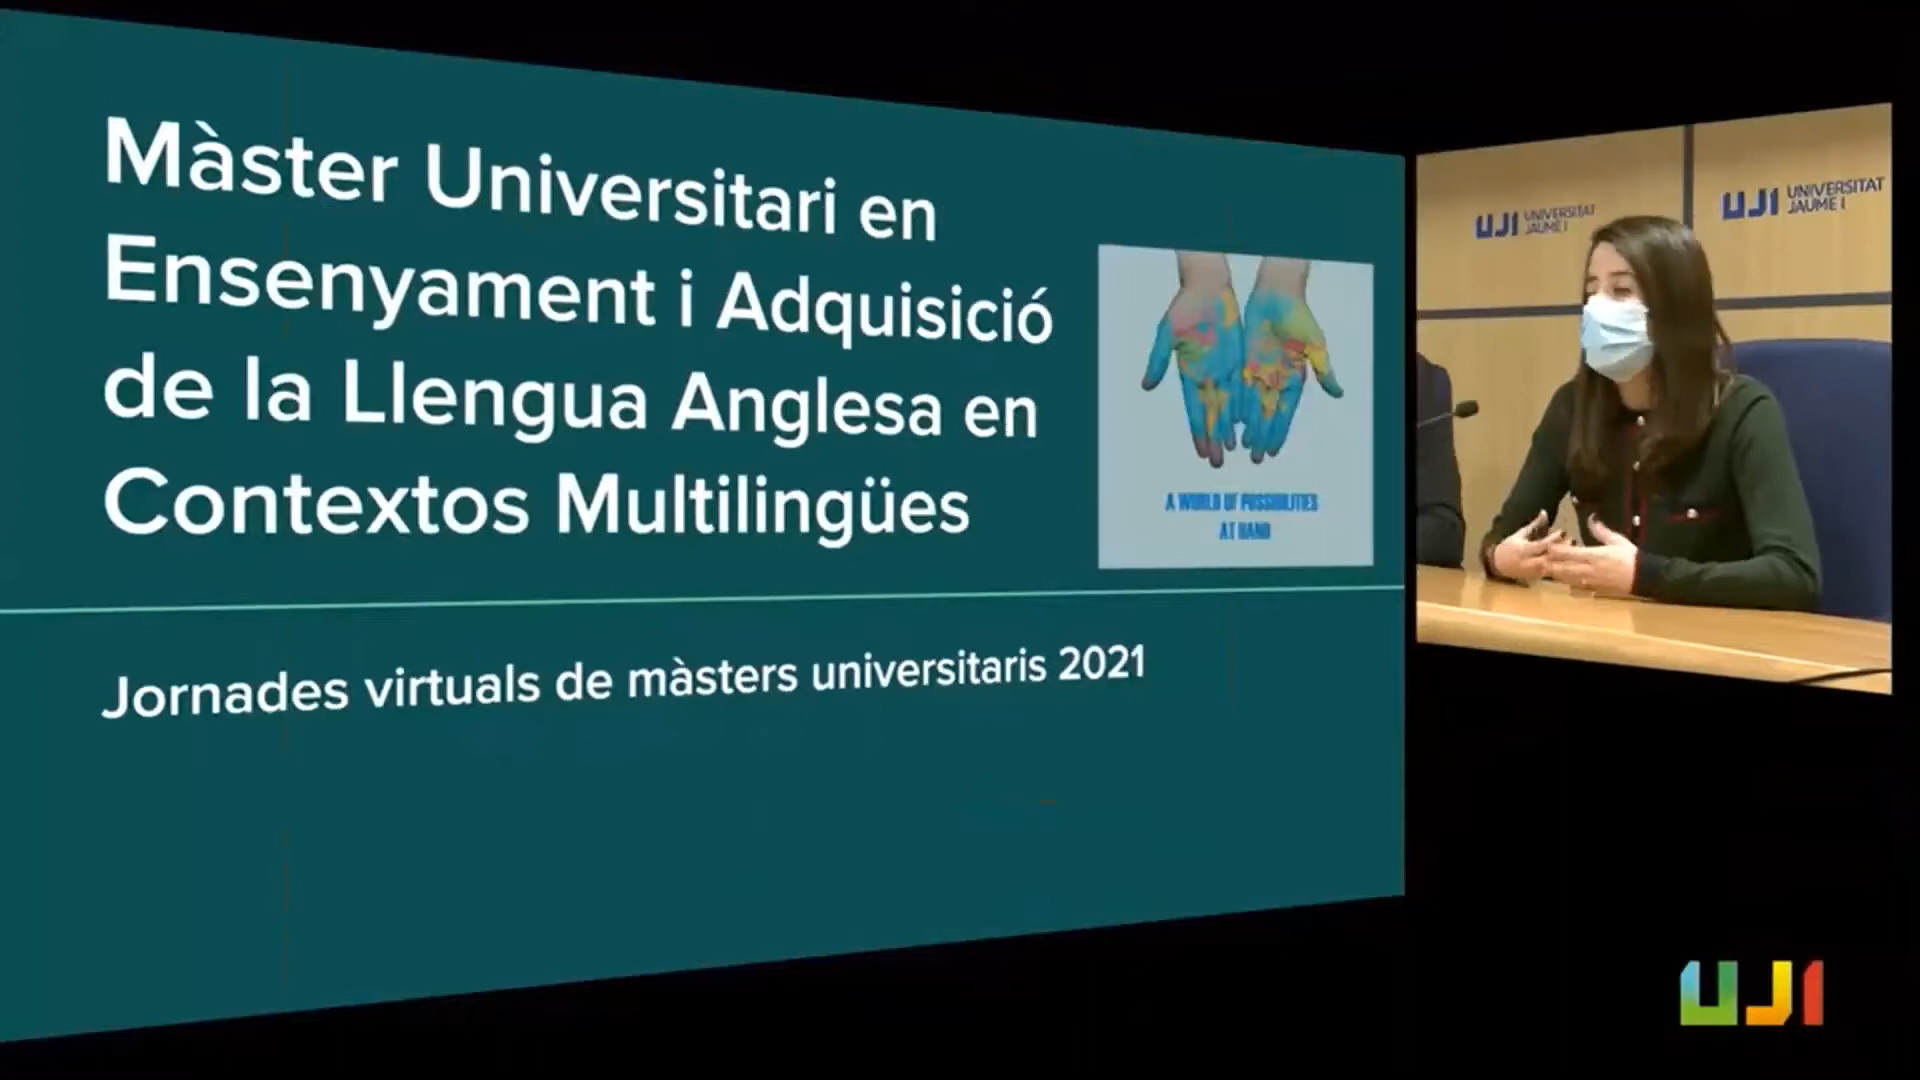 Màster Universitari en
Ensenyament i Adquisició
de la Llengua Anglesa en
Contextos Multilingües
A WORLD OF POSSIBILITIES
AT HAND
Jornades virtuals de màsters universitaris 2021
UJI UNIVERSITAT
JAUME I
UJI UNIVERSITAT
JAUME I
UJI